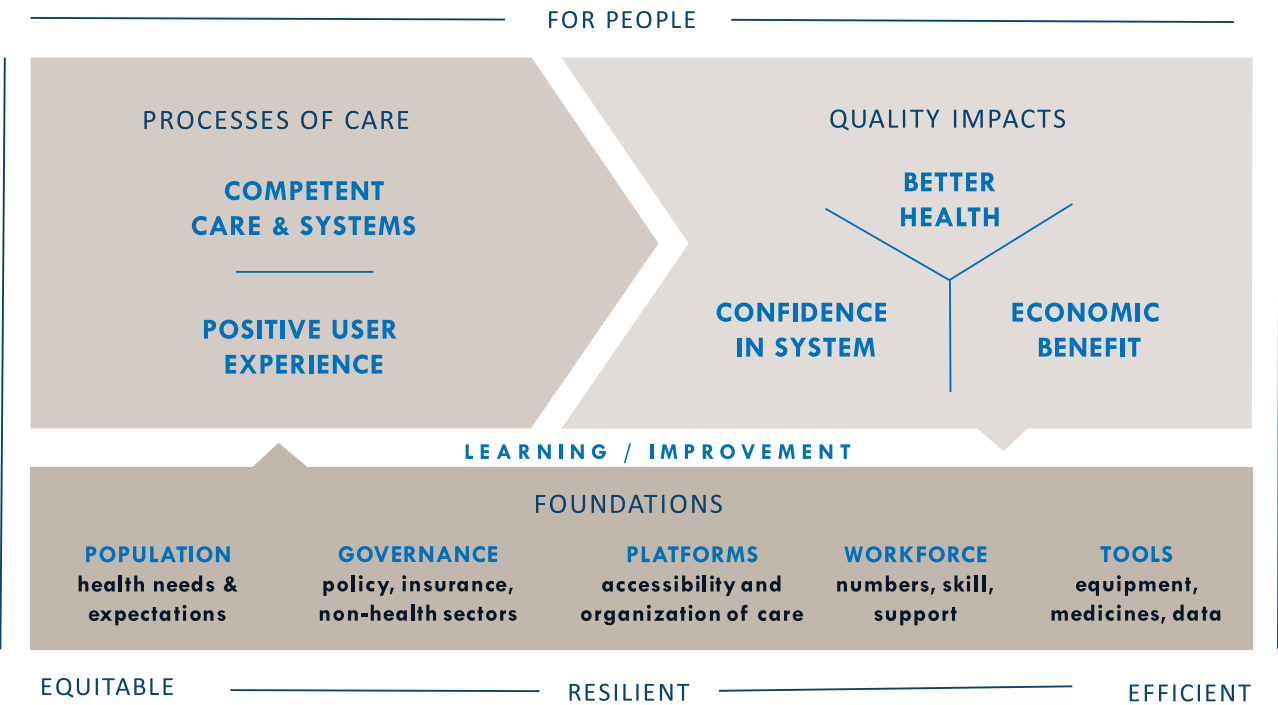 FOR PEOPLE
PROCESSES OF CARE
COMPETENT
CARE & SYSTEMS
POSITIVE USER
EXPERIENCE
QUALITY IMPACTS
BETTER
HEALTH
CONFIDENCE
IN SYSTEM
ECONOMIC
BENEFIT
LEARNING / IMPROVEMENT
FOUNDATIONS
POPULATION
health needs &
expectations
GOVERNANCE
policy, insurance,
non-health sectors
PLATFORMS
accessibility and
organization of care
WORKFORCE
numbers, skill,
support
TOOLS
equipment,
medicines, data
EQUITABLE
RESILIENT
EFFICIENT